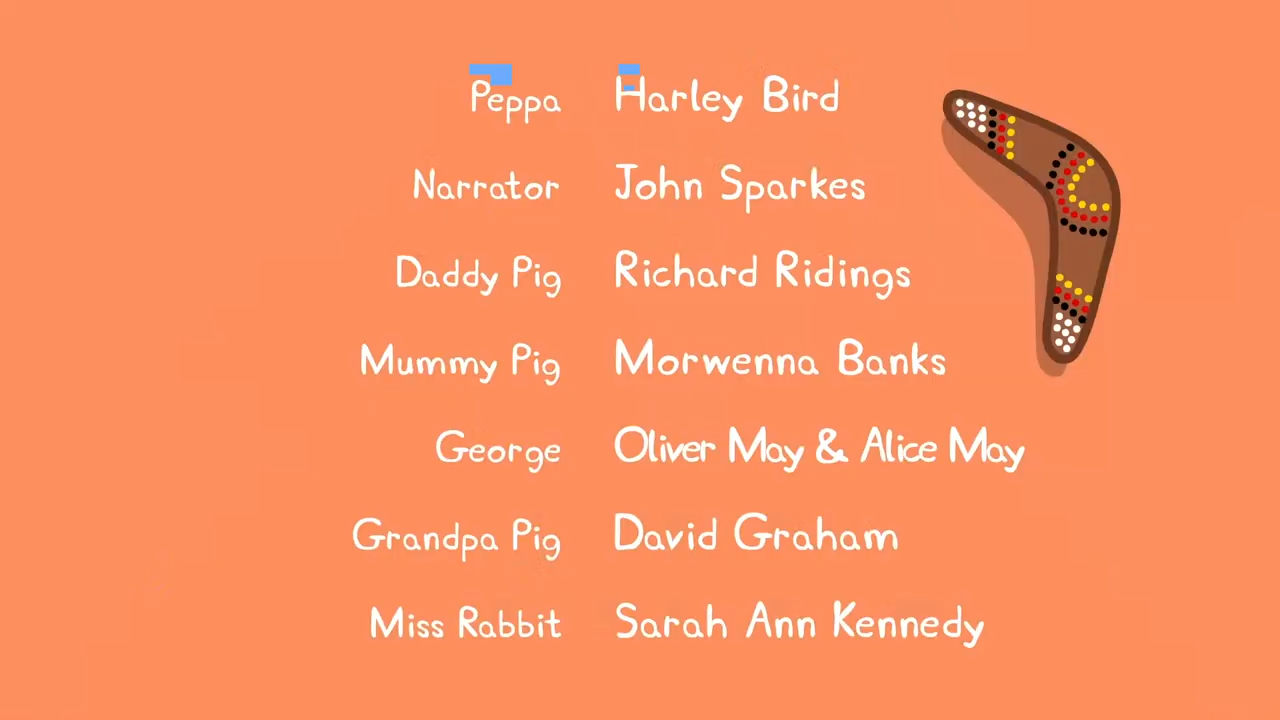 Peppa Harley Bird
Narrator John Sparkes
Daddy Pig Richard Ridings
Mummy Pig Morwenna Banks
George Oliver May & Alice May
Grandpa Pig David Graham
Miss Rabbit Sarah Ann Kennedy